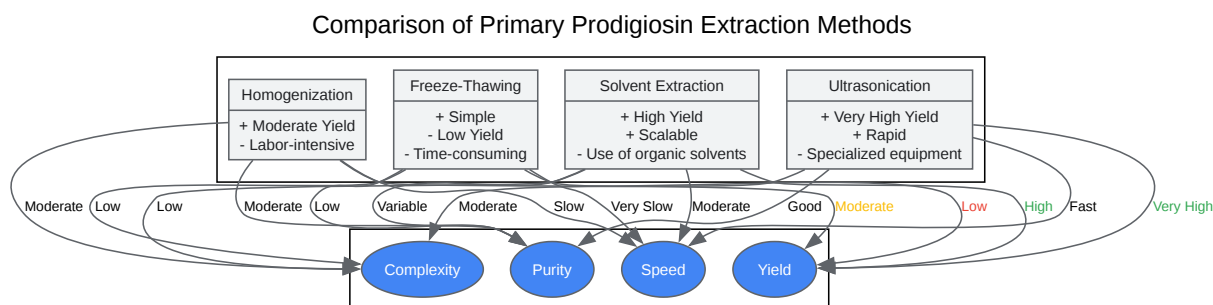 Comparison of Primary Prodigiosin Extraction Methods
Homogenization
+ Moderate Yield
- Labor-intensive
Freeze-Thawing
+ Simple
- Low Yield
- Time-consuming
Solvent Extraction
+ High Yield
+ Scalable
- Use of organic solvents
Ultrasonication
+ Very High Yield
+ Rapid
- Specialized equipment
Moderate
Low
Low
Moderate
Low
Variable
Moderate
Slow
Very Slow
Moderate
Good
Moderate
Low
High
Fast
Very High
Complexity
Purity
Speed
Yield